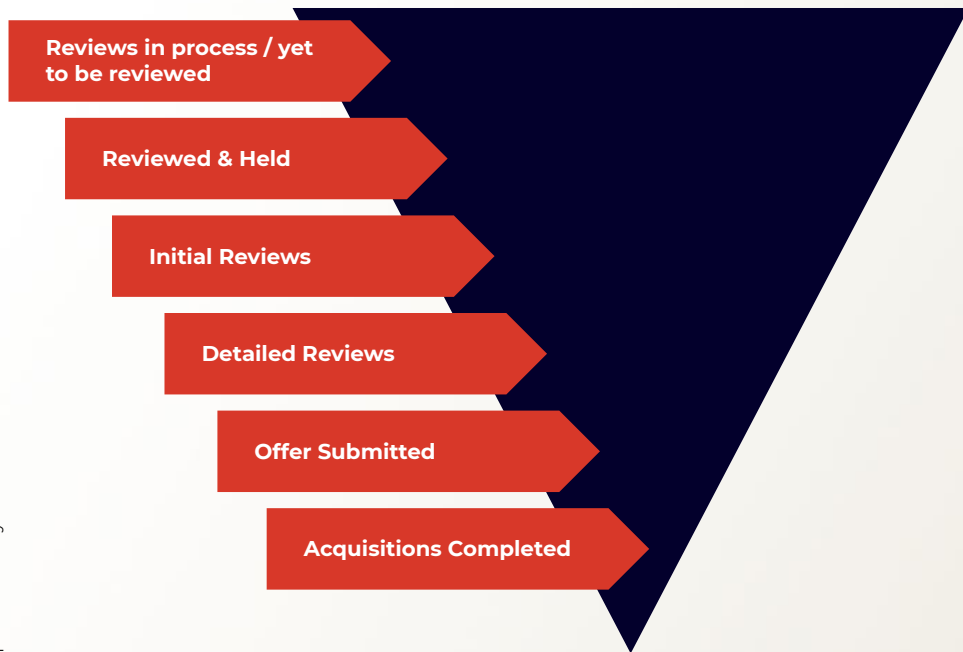 Reviews in process / yet
to be reviewed
Reviewed & Held
Initial Reviews
Detailed Reviews
Offer Submitted
Acquisitions Completed